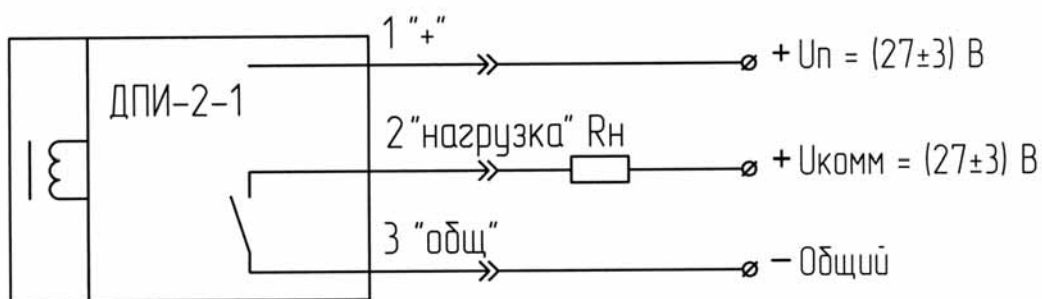 1 "+"
+ Uп = (27±3) В
ДПИ-2-1
2 "нагрузка" Rн
+ Uкомм = (27±3) В
3 "общ"
- Общий